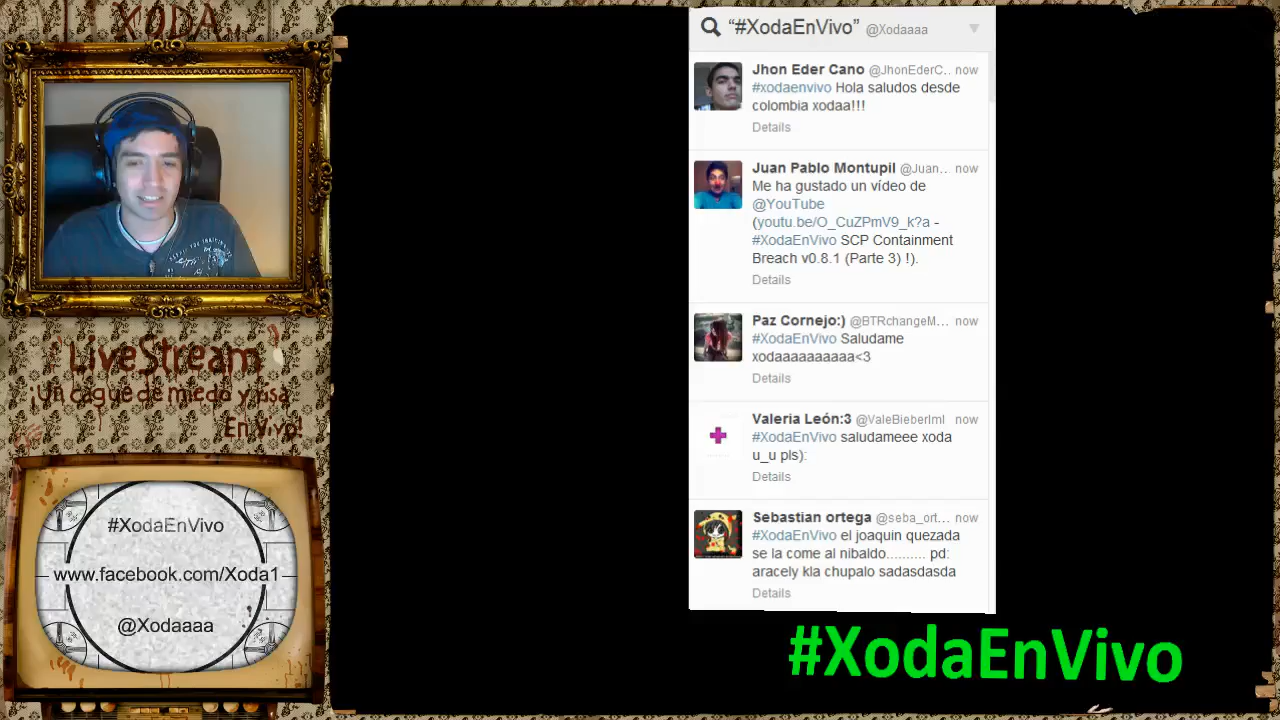 XODA
LiveStream
¡Un cague de miedo y risa
En Vivo!
#XodaEnVivo
www.facebook.com/Xoda1
@Xodaaaa
“#XodaEnVivo” @Xodaaaa
Jhon Eder Cano @JhonEderC... now
#xodaenvivo Hola saludos desde
colombia xodaa!!!
Details
Juan Pablo Montupil @Juan... now
Me ha gustado un vídeo de
@YouTube
(youtu.be/O_CuZPmV9_k?a -
#XodaEnVivo SCP Containment
Breach v0.8.1 (Parte 3) !).
Details
Paz Cornejo:) @BTRchangeM... now
#XodaEnVivo Saludame
xodaaaaaaaaaa<3
Details
Valeria León:3 @ValeBieberIml now
#XodaEnVivo saludameee xoda
u_u pls):
Details
Sebastian ortega @seba_ort... now
#XodaEnVivo el joaquin quezada
se la come al nibaldo......... pd:
aracely kla chupalo sadasdasda
Details
#XodaEnVivo